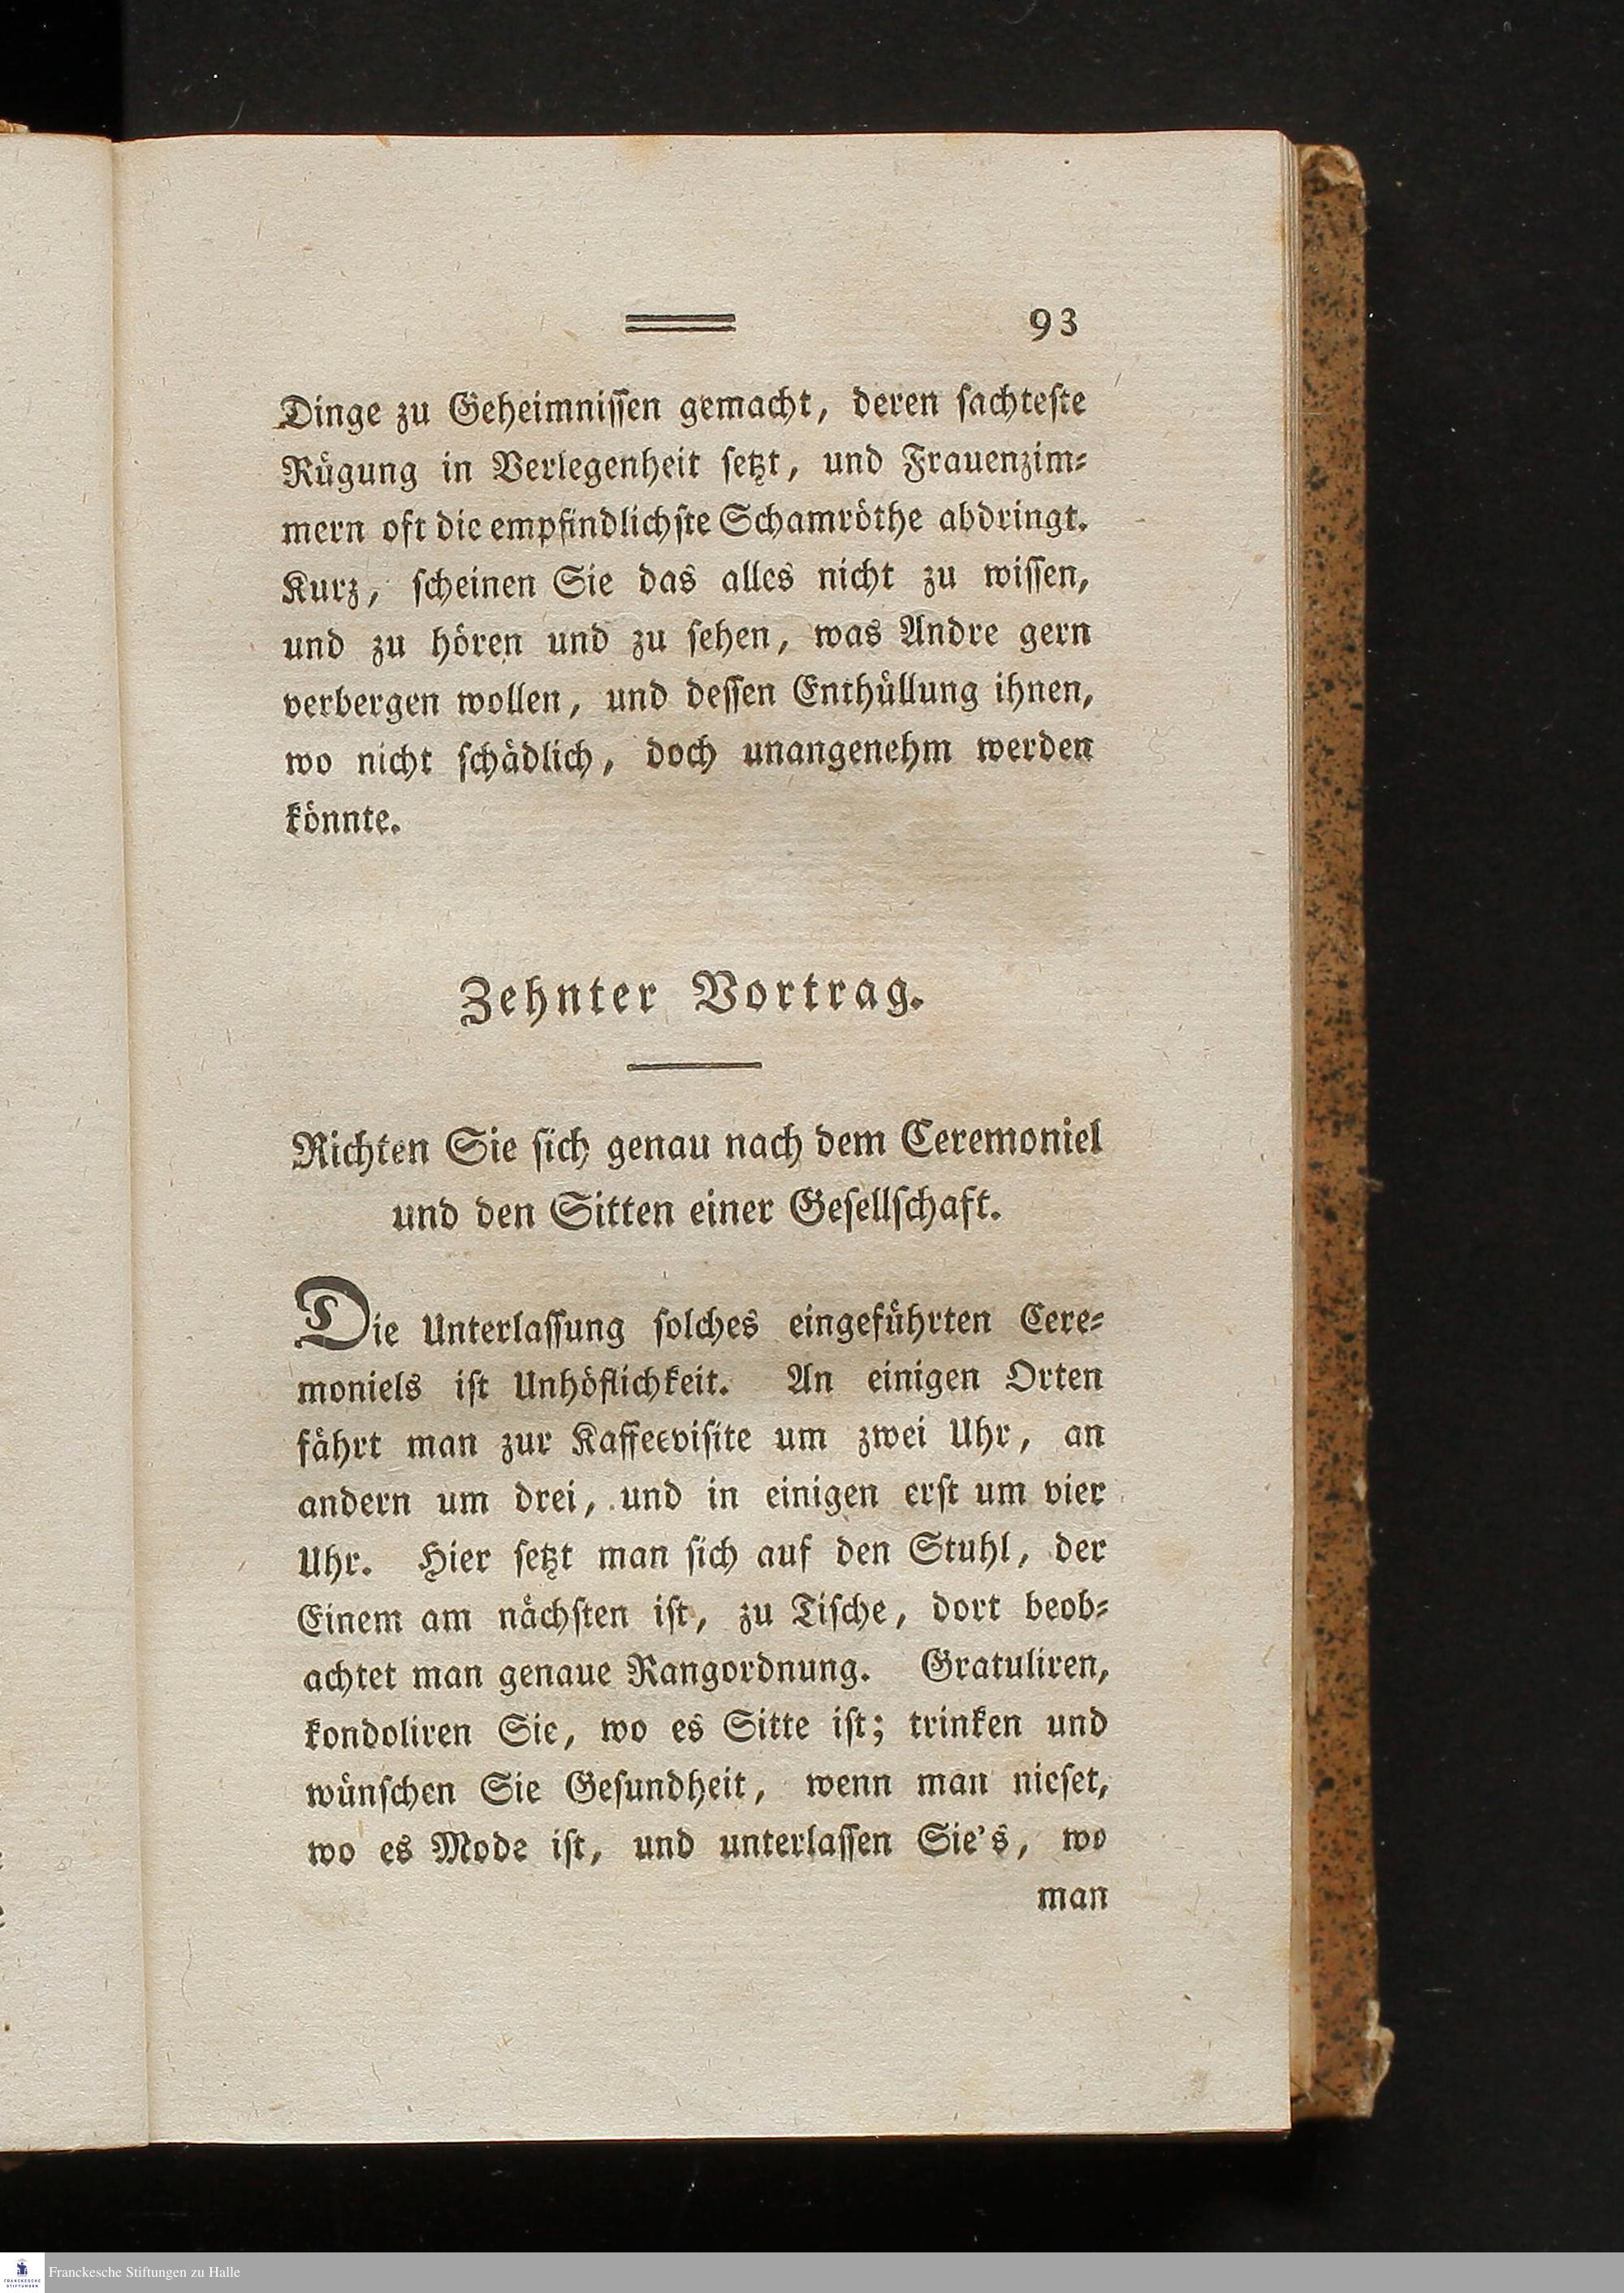 93
Dinge zu Geheimnissen gemacht, deren sachteste
Rügung in Verlegenheit setzt, und Frauenzim⸗
mern oft die empfindlichste Schamröthe abdringt.
Kurz, scheinen Sie das alles nicht zu wissen,
und zu hören und zu sehen, was Andre gern
verbergen wollen, und dessen Enthüllung ihnen,
wo nicht schädlich, doch unangenehm werden
könnte.
Zehnter Vortrag.
Richten Sie sich genau nach dem Ceremoniel
und den Sitten einer Gesellschaft.
Die Unterlassung solches eingeführten Cere⸗
moniels ist Unhöflichkeit. An einigen Orten
fährt man zur Kaffeevisite um zwei Uhr, an
andern um drei, und in einigen erst um vier
Uhr. Hier setzt man sich auf den Stuhl, der
Einem am nächsten ist, zu Tische, dort beob⸗
achtet man genaue Rangordnung. Gratuliren,
kondoliren Sie, wo es Sitte ist; trinken und
wünschen Sie Gesundheit, wenn man nieset,
wo es Mode ist, und unterlassen Sie's, wo
man
FRANCKESCHE
STIFTUNGEN
Franckesche Stiftungen zu Halle